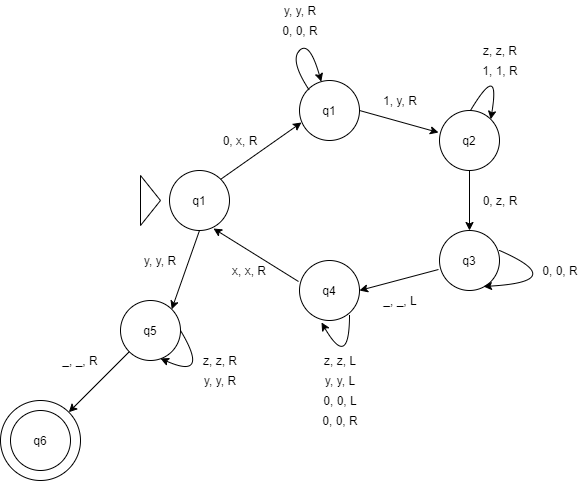 y, y, R
0, 0, R
z, z, R
1, 1, R
q1
1, y, R
q2
0, x, R
q1
0, z, R
y, y, R
x, x, R
q3
0, 0, R
q4
_, _, L
q5
_, _, R
z, z, R
y, y, R
z, z, L
y, y, L
0, 0, L
0, 0, R
q6